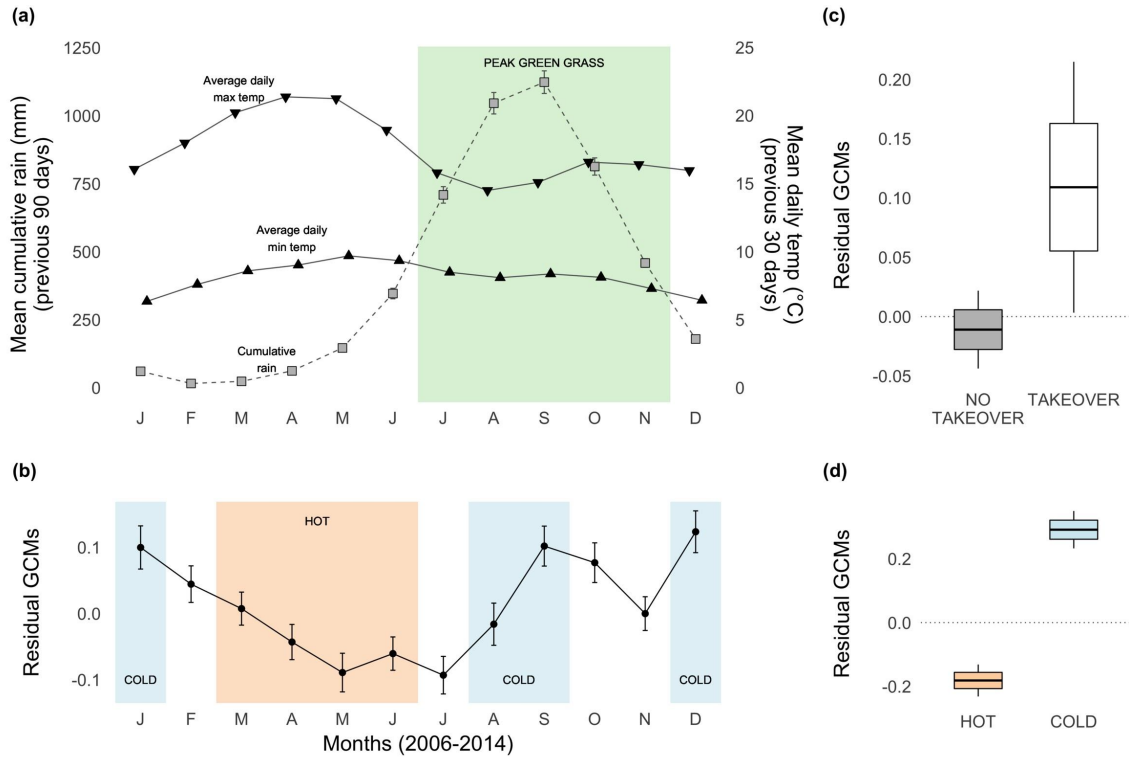 (a)
Mean cumulative rain (mm)
(previous 90 days)
1250
1000
750
500
250
0
Average daily
max temp
Average daily
min temp
Cumulative
rain
PEAK GREEN GRASS
25
20
15
10
5
0
Mean daily temp (°C)
(previous 30 days)
J F M A M J J A S O N D
(c)
Residual GCMs
0.20
0.15
0.10
0.05
0.00
-0.05
NO
TAKEOVER
TAKEOVER
(b)
Residual GCMs
0.1
0.0
-0.1
COLD
HOT
COLD
COLD
J F M A M J J A S O N D
Months (2006-2014)
(d)
Residual GCMs
0.2
0.0
-0.2
HOT
COLD